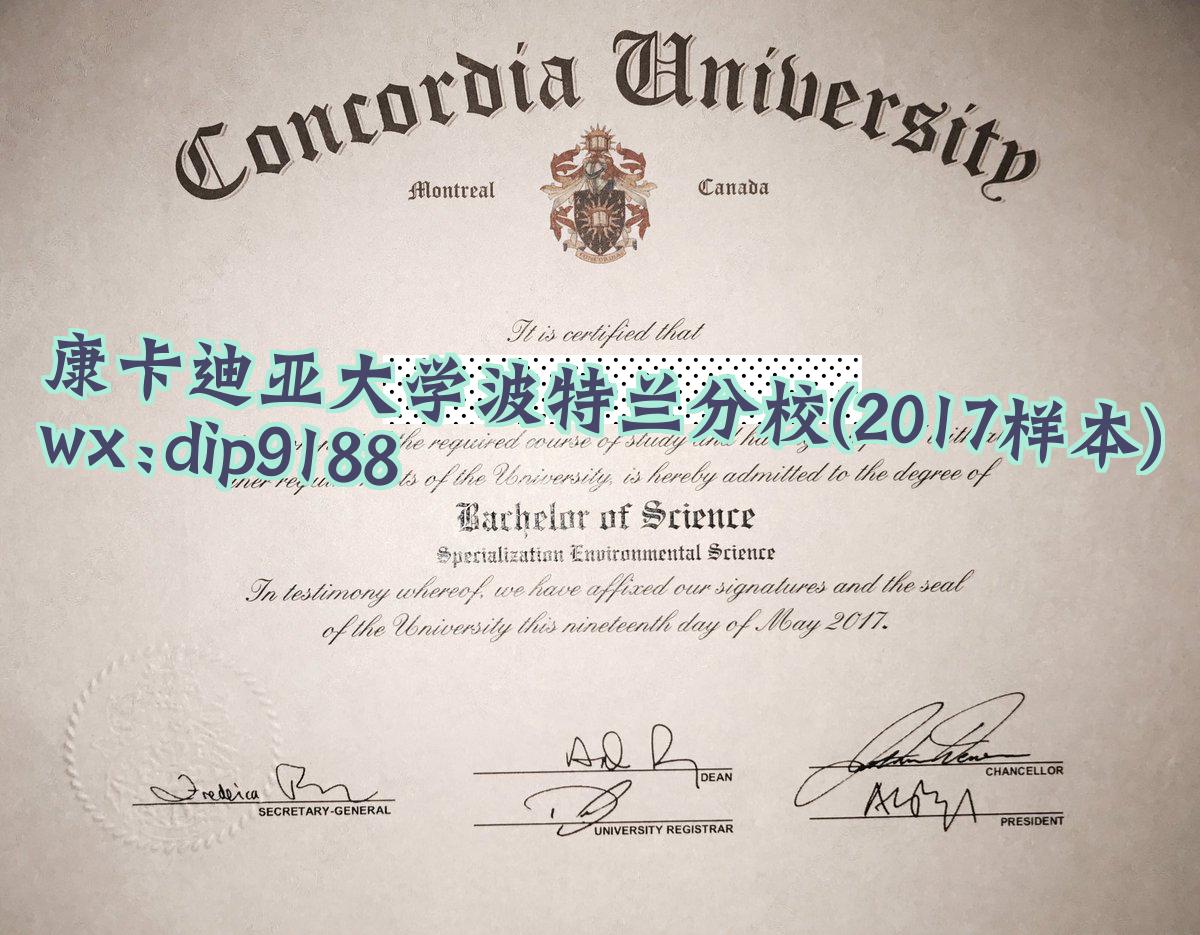 Concordia University
Montreal
Canada
CONCORDIA
It is certified that
康卡迪亚大学波特兰分校(2017样本)
wx:dip9188
the required course of study and
of the University, is hereby admitted to the degree of
Bachelor of Science
Specialization Environmental Science
In testimony whereof, we have affixed our signatures and the seal
of the University this nineteenth day of May 2017.
Frederica
SECRETARY-GENERAL
DEAN
UNIVERSITY REGISTRAR
CHANCELLOR
PRESIDENT